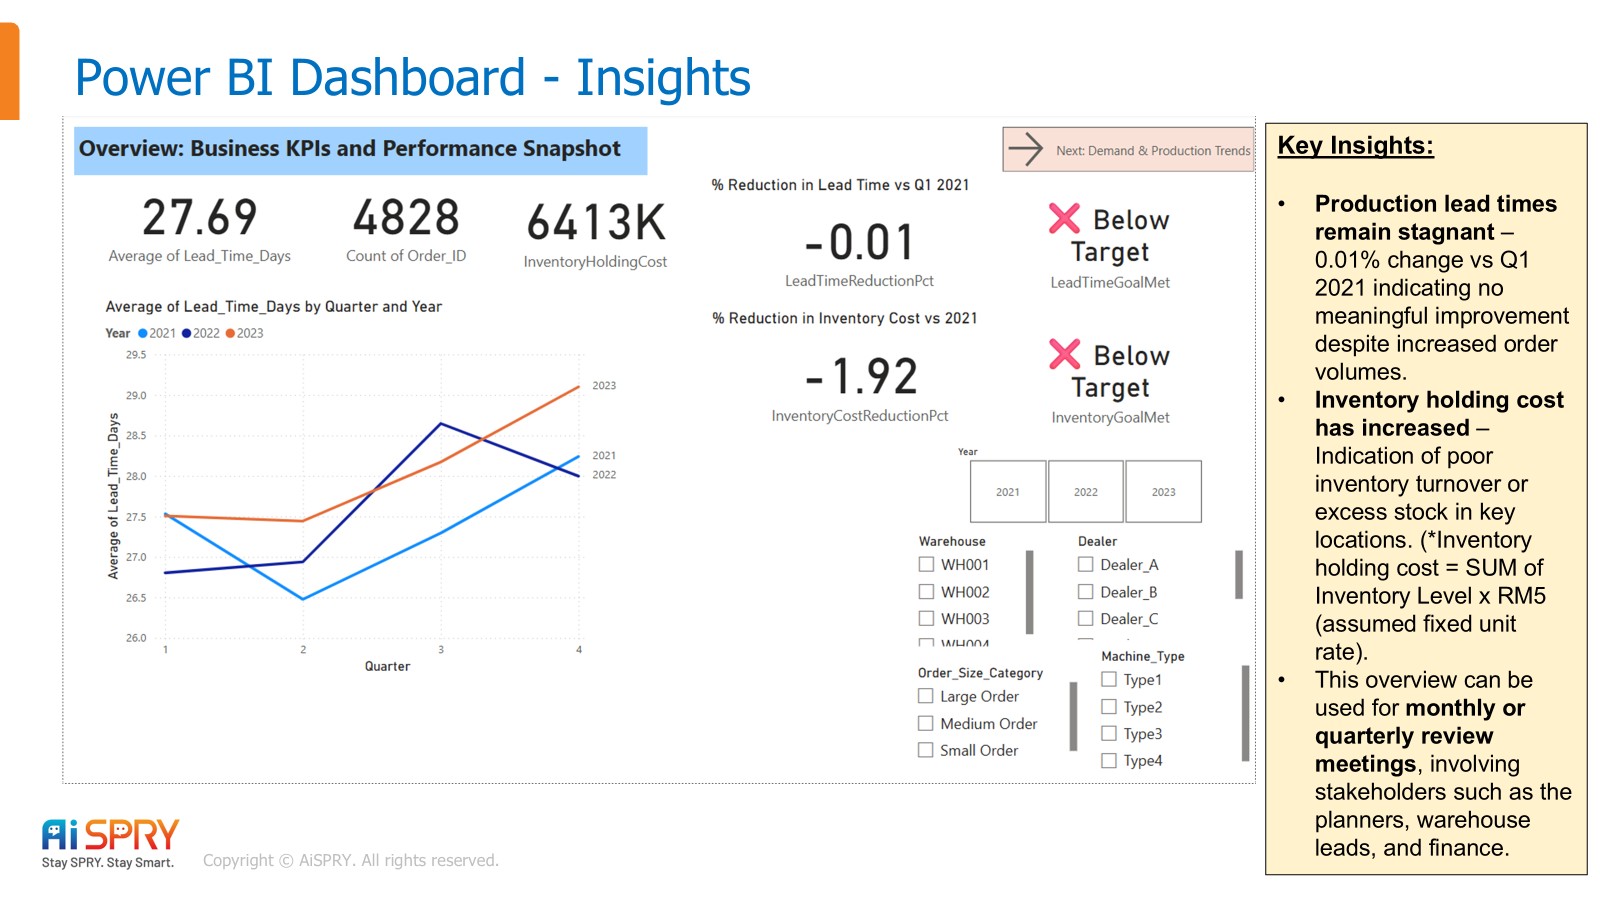 Power BI Dashboard - Insights
Overview: Business KPIs and Performance Snapshot
Next: Demand & Production Trends
27.69
Average of Lead_Time_Days
4828
Count of Order_ID
6413K
InventoryHoldingCost
% Reduction in Lead Time vs Q1 2021
-0.01
LeadTimeReductionPct
❌ Below
Target
LeadTimeGoalMet
% Reduction in Inventory Cost vs 2021
-1.92
InventoryCostReductionPct
❌ Below
Target
InventoryGoalMet
Average of Lead_Time_Days by Quarter and Year
Year 2021 2022 2023
29.5
29.0
28.5
28.0
27.5
27.0
26.5
26.0
Average of Lead_Time_Days
2023
2021
2022
1 2 3 4
Quarter
Year
2021 2022 2023
Warehouse
WH001
WH002
WH003
WH004
Dealer
Dealer_A
Dealer_B
Dealer_C
Order_Size_Category
Large Order
Medium Order
Small Order
Machine_Type
Type1
Type2
Type3
Type4
Key Insights:
• Production lead times
remain stagnant –
0.01% change vs Q1
2021 indicating no
meaningful improvement
despite increased order
volumes.
• Inventory holding cost
has increased –
Indication of poor
inventory turnover or
excess stock in key
locations. (*Inventory
holding cost = SUM of
Inventory Level x RM5
(assumed fixed unit
rate).
• This overview can be
used for monthly or
quarterly review
meetings, involving
stakeholders such as the
planners, warehouse
leads, and finance.
AiSPRY
Stay SPRY. Stay Smart.
Copyright © AiSPRY. All rights reserved.